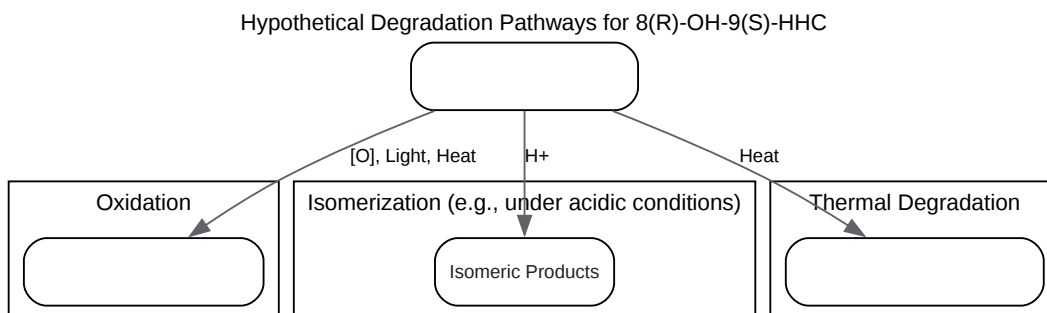 Hypothetical Degradation Pathways for 8(R)-OH-9(S)-HHC
[O], Light, Heat
H+
Heat
Oxidation
Isomerization (e.g., under acidic conditions)
Thermal Degradation
Isomeric Products